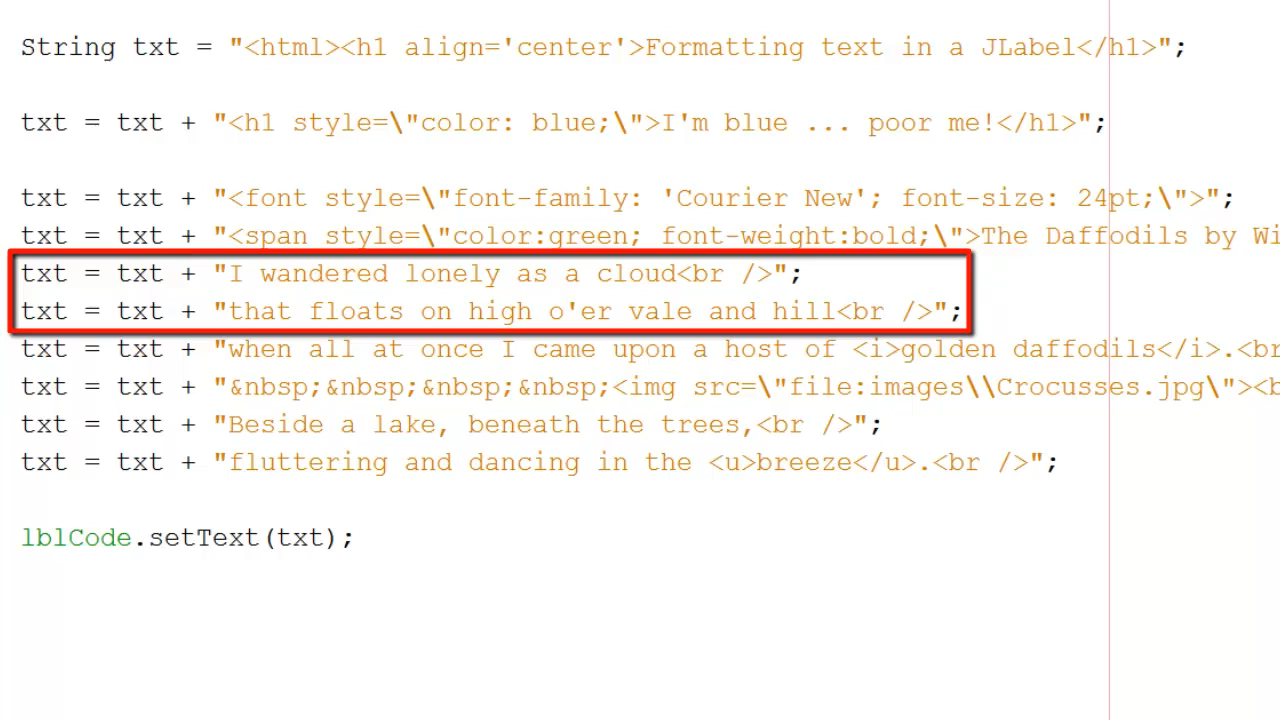 String txt = "<html><h1 align='center'>Formatting text in a JLabel</h1>";
txt = txt + "<h1 style=\"color: blue;\">I'm blue ... poor me!</h1>";
txt = txt + "<font style=\"font-family: 'Courier New'; font-size: 24pt;\">";
txt = txt + "<span style=\"color:green; font-weight:bold;\">The Daffodils by Wi
txt = txt + "I wandered lonely as a cloud<br />";
txt = txt + "that floats on high o'er vale and hill<br />";
txt = txt + "when all at once I came upon a host of <i>golden daffodils</i>.<br
txt = txt + "&nbsp;&nbsp;&nbsp;&nbsp;<img src=\"file:images\\Crocusses.jpg\"><b
txt = txt + "Beside a lake, beneath the trees,<br />";
txt = txt + "fluttering and dancing in the <u>breeze</u>.<br />";
lblCode.setText(txt);